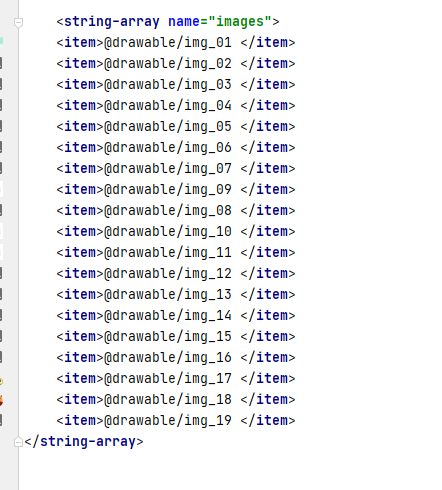 <string-array name="images">
<item>@drawable/img_01 </item>
<item>@drawable/img_02 </item>
<item>@drawable/img_03 </item>
<item>@drawable/img_04 </item>
<item>@drawable/img_05 </item>
<item>@drawable/img_06 </item>
<item>@drawable/img_07 </item>
<item>@drawable/img_09 </item>
<item>@drawable/img_08 </item>
<item>@drawable/img_10 </item>
<item>@drawable/img_11 </item>
<item>@drawable/img_12 </item>
<item>@drawable/img_13 </item>
<item>@drawable/img_14 </item>
<item>@drawable/img_15 </item>
<item>@drawable/img_16 </item>
<item>@drawable/img_17 </item>
<item>@drawable/img_18 </item>
<item>@drawable/img_19 </item>
</string-array>